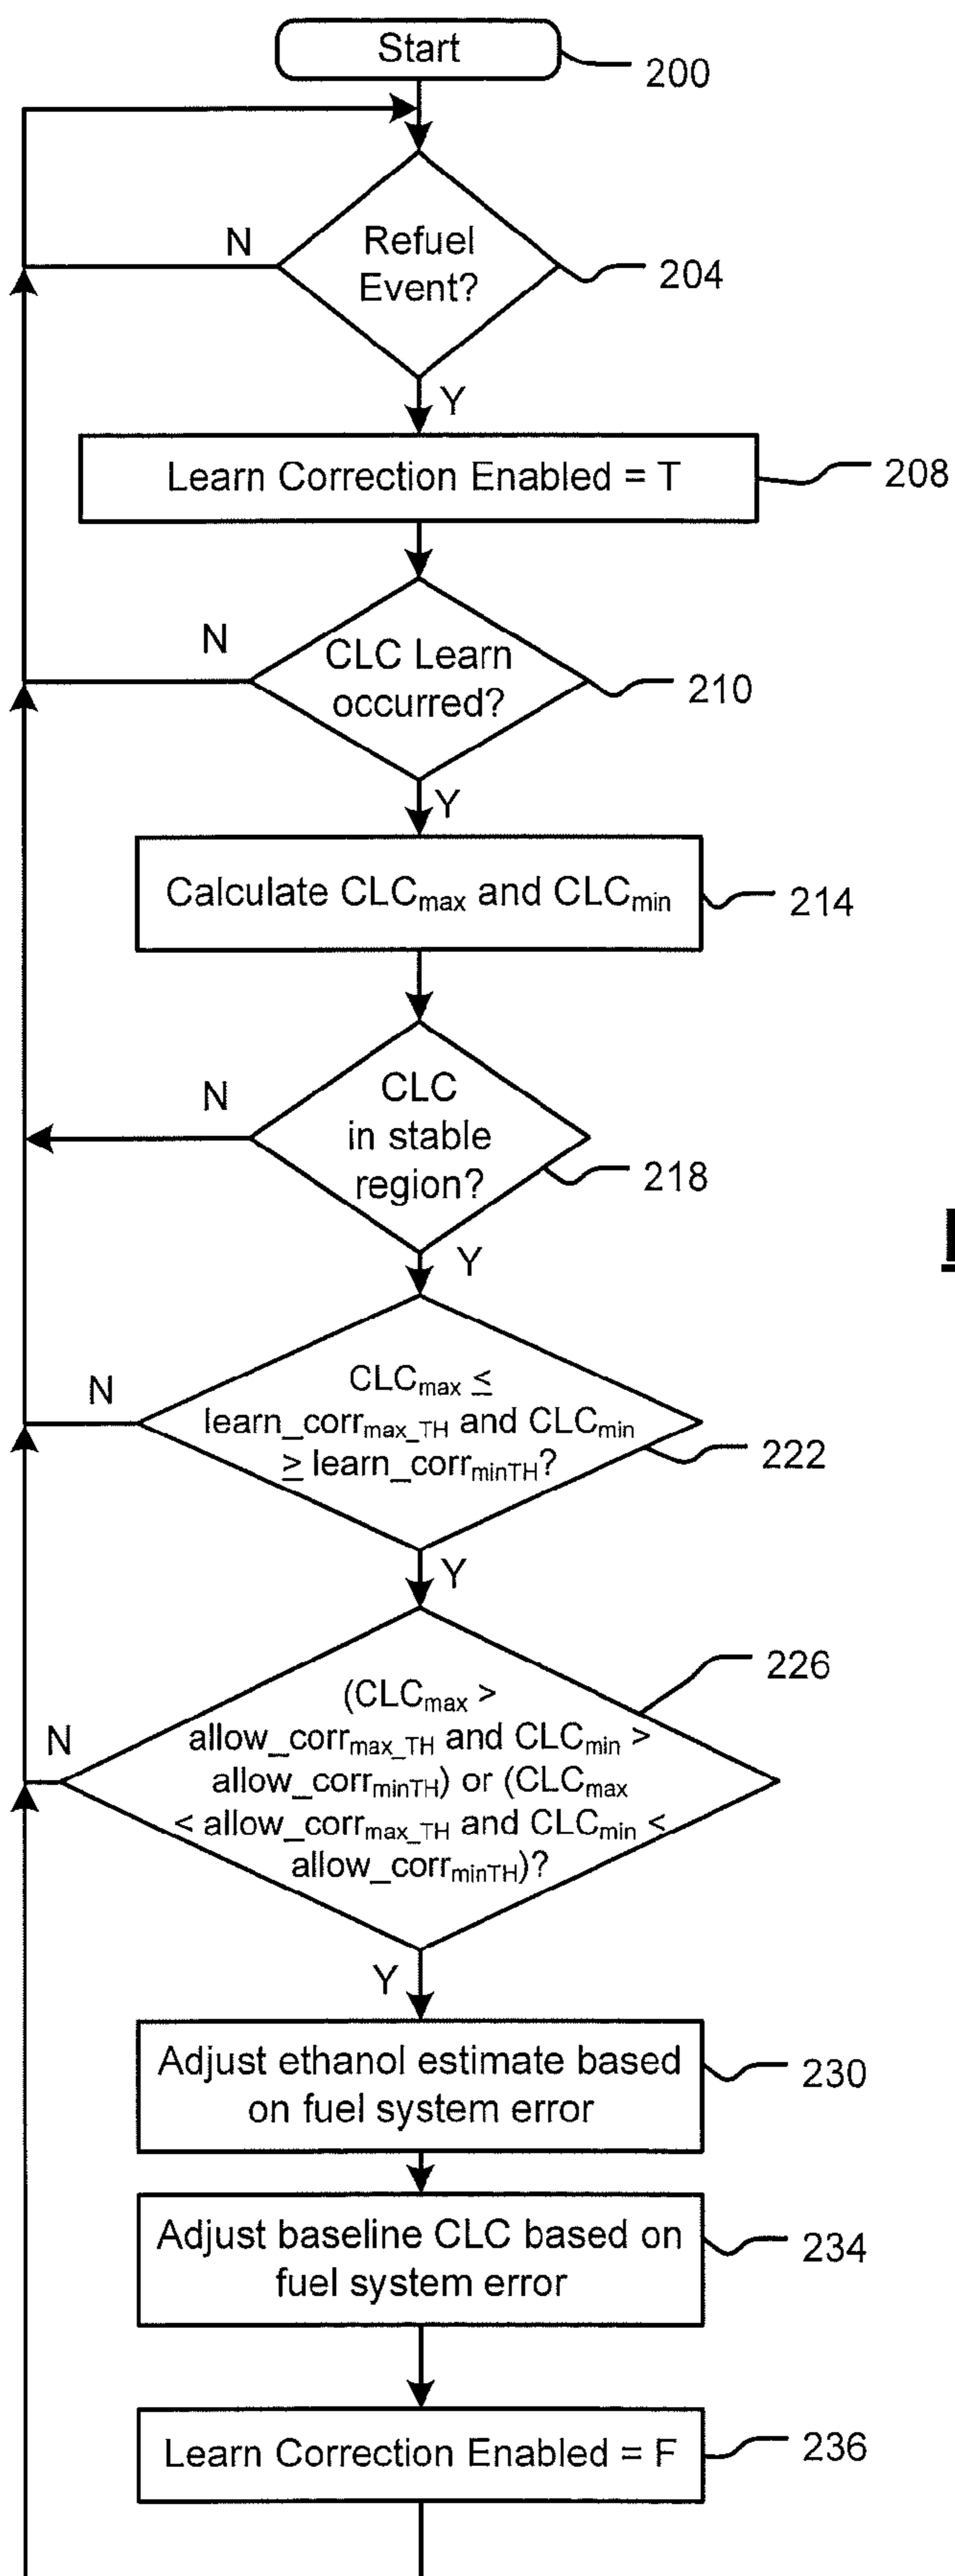 Start
200
N
Refuel
Event?
204
Y
Learn Correction Enabled = T
208
N
CLC Learn
occurred?
210
Y
Calculate CLCmax and CLCmin
214
N
CLC
in stable
region?
218
Y
N
CLCmax ≤
learn_corrmax_TH and CLCmin
≥ learn_corrminTH?
222
Y
N
(CLCmax >
allow_corrmax_TH and CLCmin >
allow_corrminTH) or (CLCmax
< allow_corrmax_TH and CLCmin <
allow_corrminTH)?
226
Y
Adjust ethanol estimate based
on fuel system error
230
Adjust baseline CLC based on
fuel system error
234
Learn Correction Enabled = F
236